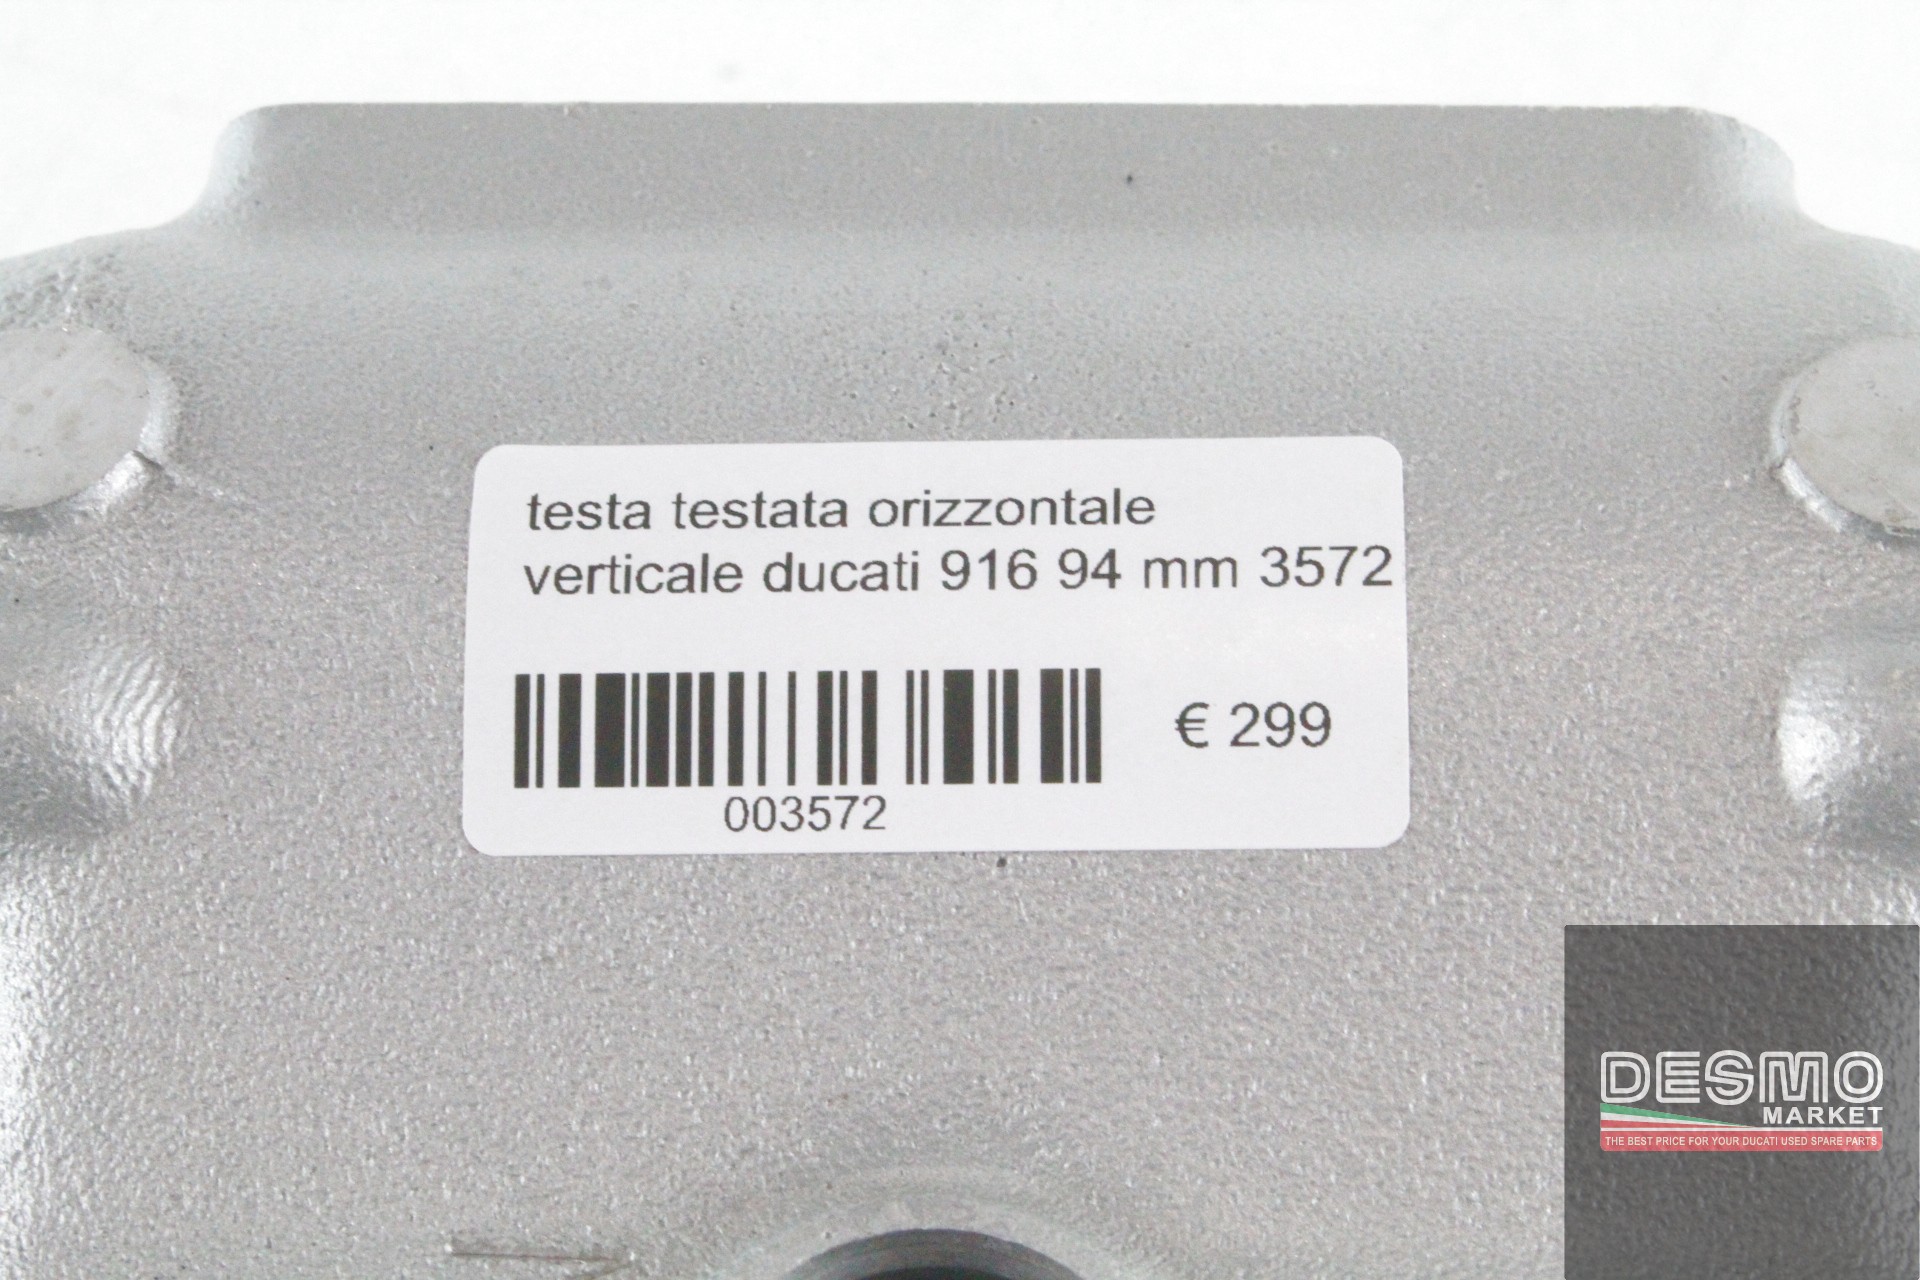 testa testata orizzontale
verticale ducati 916 94 mm 3572
€ 299
003572
DESMO
MARKET
THE BEST PRICE FOR YOUR DUCATI USED SPARE PARTS